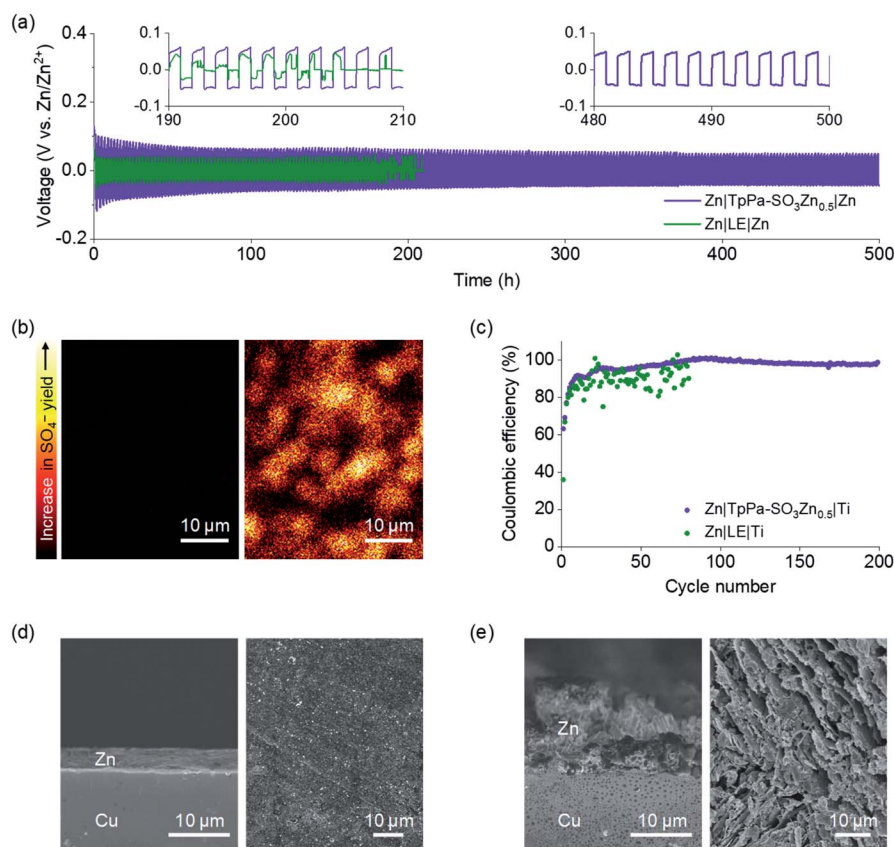 (a)
0.1
0.0
-0.1
190
200
210
0.1
0.0
-0.1
480
490
500
0.4
0.2
0.0
-0.2
Voltage (V vs. Zn/Zn²⁺)
0
100
200
300
400
500
Time (h)
Zn|TpPa-SO₃Zn₀.₅|Zn
Zn|LE|Zn
(b)
Increase in SO₄⁻ yield
10 µm
10 µm
(c)
Coulombic efficiency (%)
100
80
60
40
20
0
0
50
100
150
200
Cycle number
Zn|TpPa-SO₃Zn₀.₅|Ti
Zn|LE|Ti
(d)
Zn
Cu
10 µm
10 µm
(e)
Zn
Cu
10 µm
10 µm